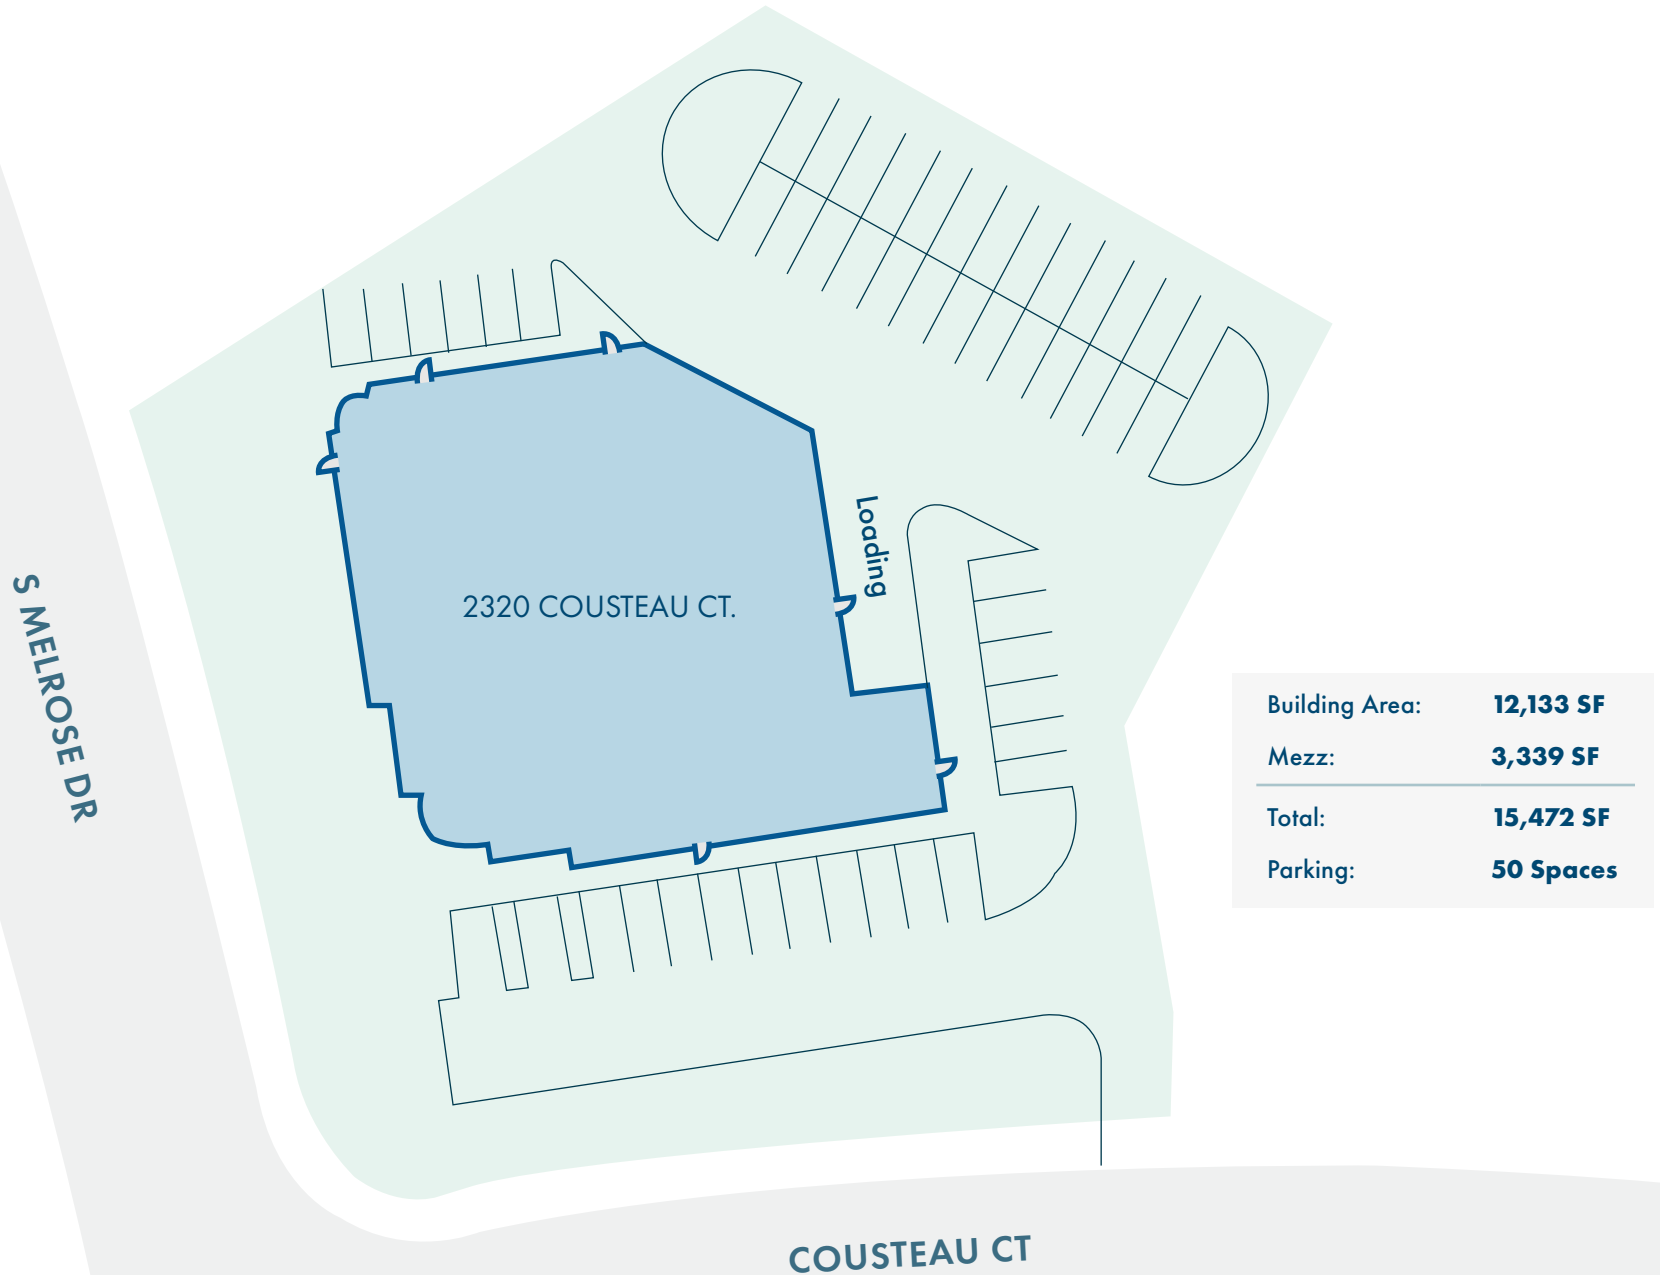 Loading
2320 COUSTEAU CT.
S MELROSE DR
Building Area: 12,133 SF
Mezz: 3,339 SF
Total: 15,472 SF
Parking: 50 Spaces
COUSTEAU CT